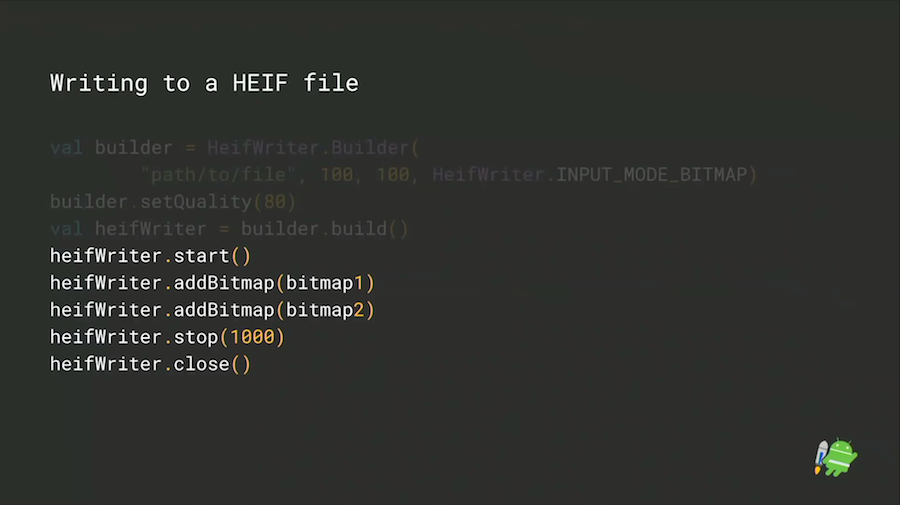 Writing to a HEIF file
val builder = HeifWriter.Builder(
"path/to/file", 100, 100, HeifWriter.INPUT_MODE_BITMAP)
builder.setQuality(80)
val heifWriter = builder.build()
heifWriter.start()
heifWriter.addBitmap(bitmap1)
heifWriter.addBitmap(bitmap2)
heifWriter.stop(1000)
heifWriter.close()